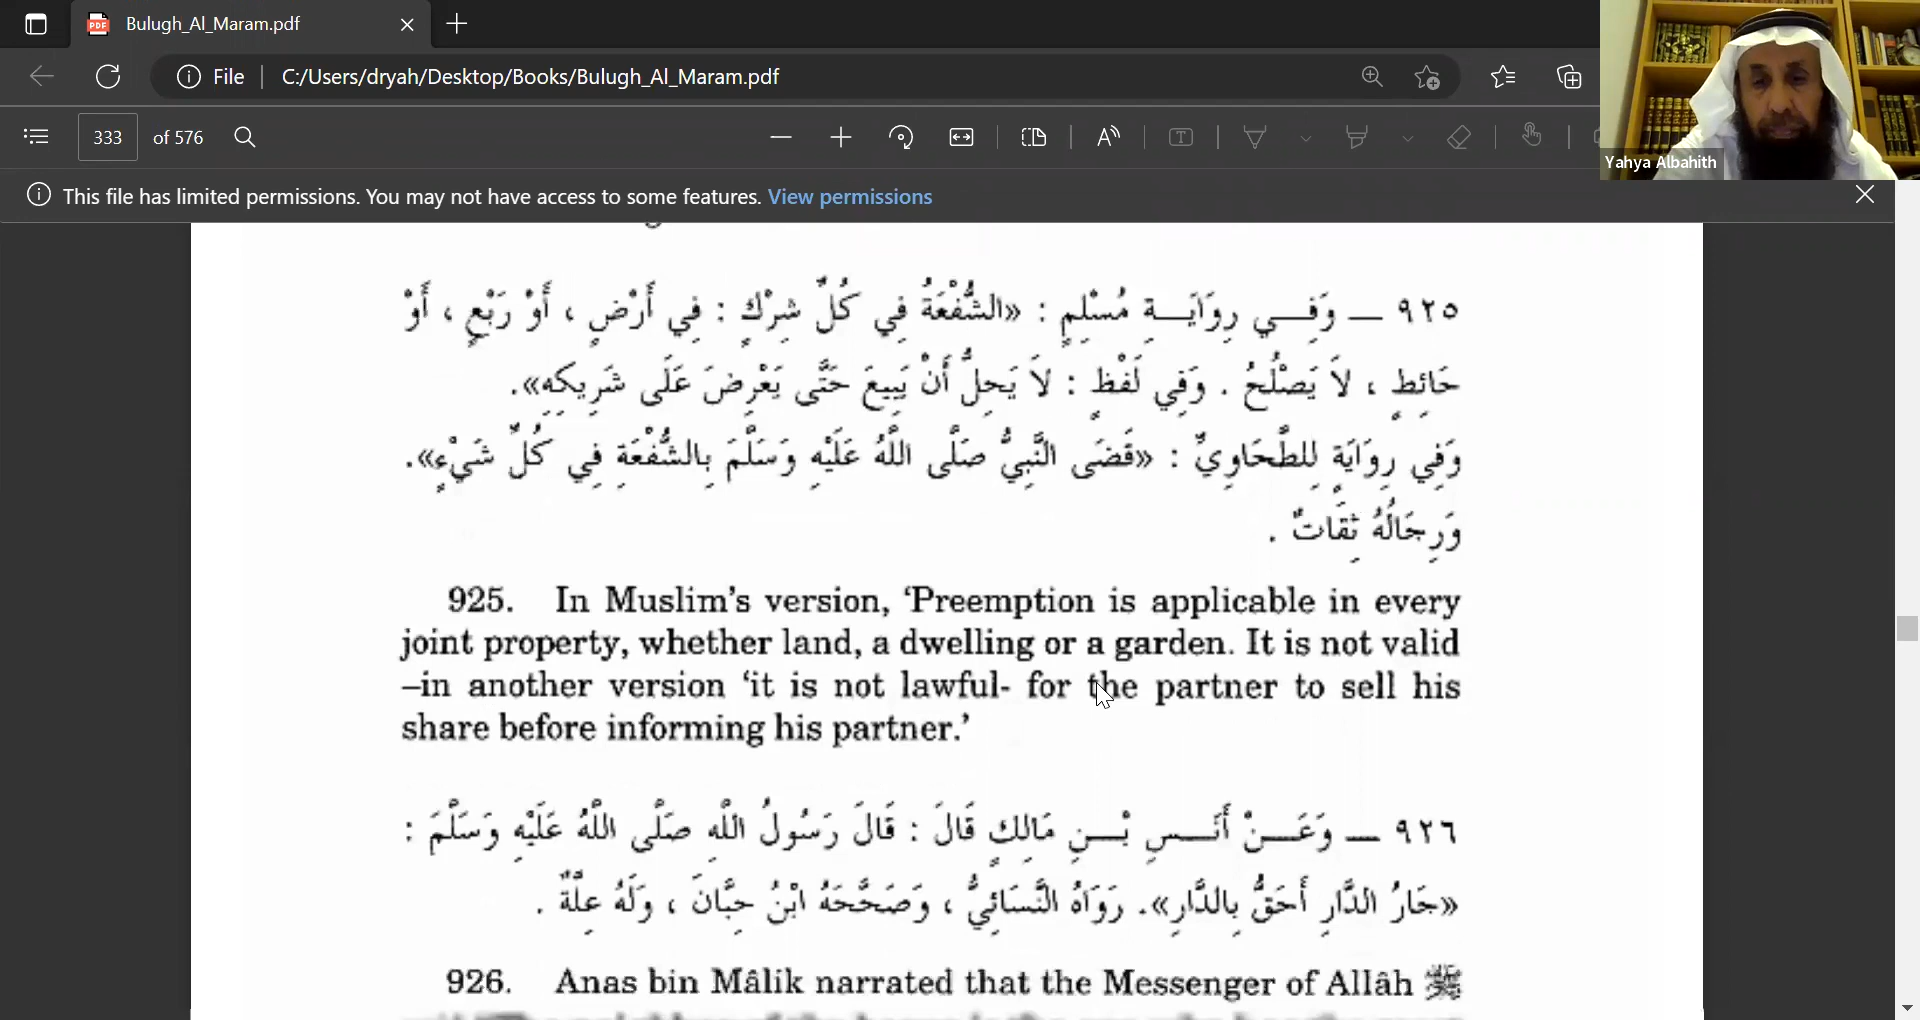 Bulugh_Al_Maram.pdf
File C:/Users/dryah/Desktop/Books/Bulugh_Al_Maram.pdf
333 of 576
Yahya Albahith
This file has limited permissions. You may not have access to some features. View permissions
٩٢٥ ــ وَفِــي رِوَايَــةِ مُسْلِمٍ : «الشُّفْعَةُ فِي كُلِّ شِرْكٍ : فِي أَرْضٍ ، أَوْ رَبْعٍ ، أَوْ
حَائِطٍ ، لاَ يَصْلُحُ . وَفِي لَفْظٍ : لاَ يَحِلُّ أَنْ يَبِيعَ حَتَّى يَعْرِضَ عَلَى شَرِيكِهِ».
وَفِي رِوَايَةٍ لِلطَّحَاوِيِّ : «قَضَى النَّبِيُّ صَلَّى اللَّهُ عَلَيْهِ وَسَلَّمَ بِالشُّفْعَةِ فِي كُلِّ شَيْءٍ».
وَرِجَالُهُ ثِقَاتٌ .
925. In Muslim's version, 'Preemption is applicable in every
joint property, whether land, a dwelling or a garden. It is not valid
–in another version 'it is not lawful- for the partner to sell his
share before informing his partner.'
٩٢٦ ــ وَعَــنْ أَنَــسِ بْــنِ مَالِكٍ قَالَ : قَالَ رَسُولُ اللَّهِ صَلَّى اللَّهُ عَلَيْهِ وَسَلَّمَ :
«جَارُ الدَّارِ أَحَقُّ بِالدَّارِ». رَوَاهُ النَّسَائِيُّ ، وَصَحَّحَهُ ابْنُ حِبَّانَ ، وَلَهُ عِلَّةٌ .
926. Anas bin Mâlik narrated that the Messenger of Allâh ﷺ